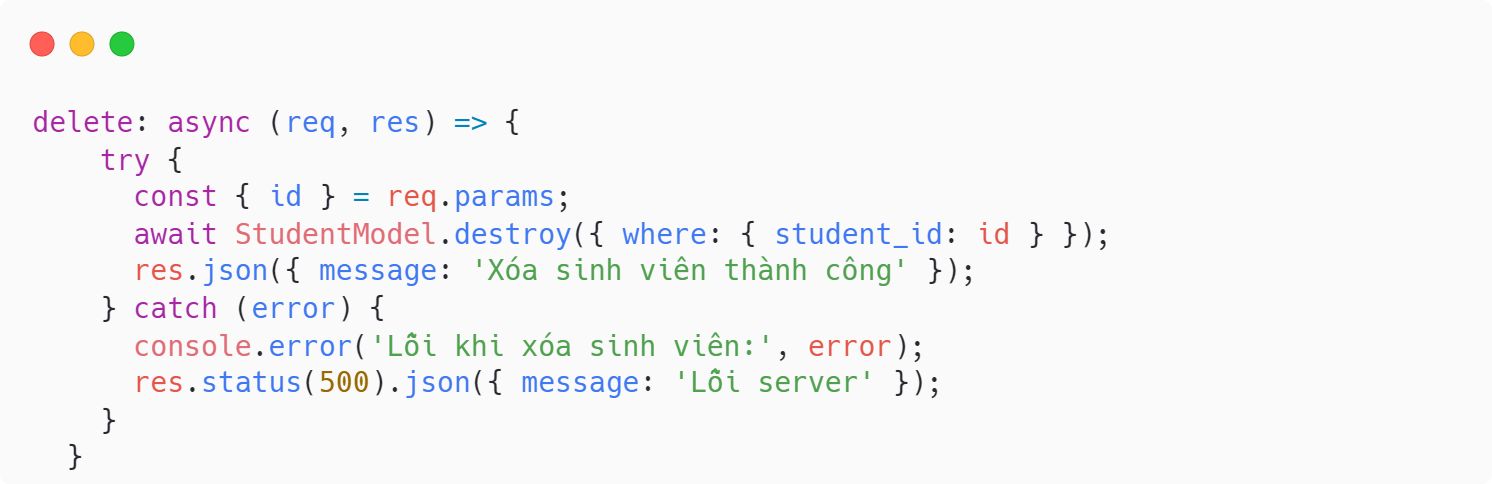 delete: async (req, res) => {
    try {
      const { id } = req.params;
      await StudentModel.destroy({ where: { student_id: id } });
      res.json({ message: 'Xóa sinh viên thành công' });
    } catch (error) {
      console.error('Lỗi khi xóa sinh viên:', error);
      res.status(500).json({ message: 'Lỗi server' });
    }
  }